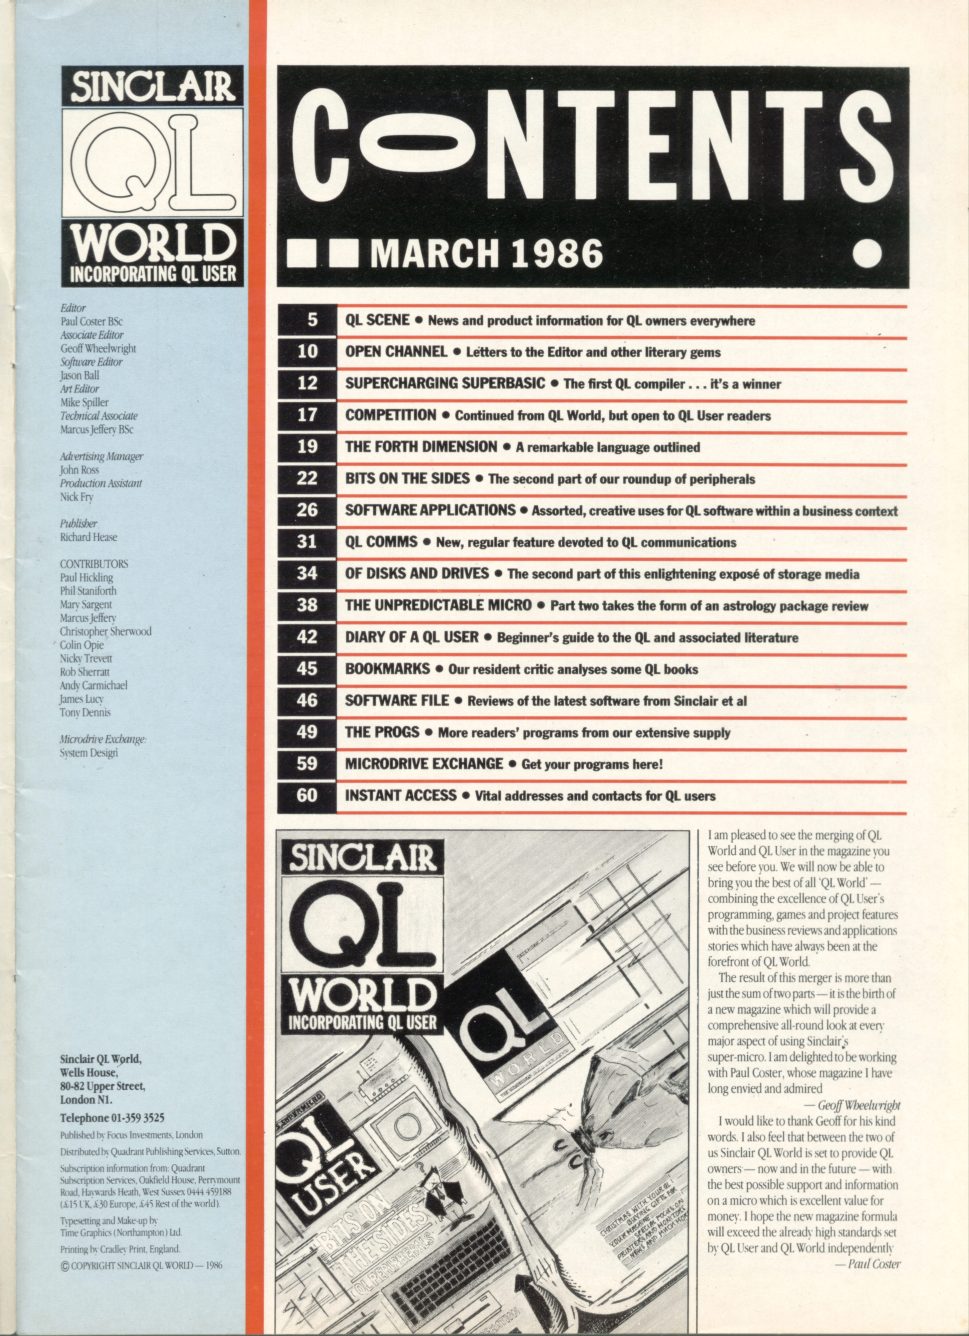 SINCLAIR
QL
WORLD
INCORPORATING QL USER
Editor
Paul Coster BSc
Associate Editor
Geoff Wheelwright
Software Editor
Jason Ball
Art Editor
Mike Spiller
Technical Associate
Marcus Jeffery BSc
Advertising Manager
John Ross
Production Assistant
Nick Fry
Publisher
Richard Hease
CONTRIBUTORS
Paul Hickling
Phil Staniforth
Mary Sargent
Marcus Jeffery
Christopher Sherwood
Colin Opie
Nicky Trevett
Rob Sherratt
Andy Carmichael
James Lucy
Tony Dennis
Microdrive Exchange:
System Design
Sinclair QL World,
Wells House,
80-82 Upper Street,
London N1.
Telephone 01-359 3525
Published by Focus Investments, London
Distributed by Quadrant Publishing Services, Sutton.
Subscription information from: Quadrant
Subscription Services, Oakfield House, Perrymount
Road, Haywards Heath, West Sussex 0444 459188
(£15 UK, £30 Europe, £45 Rest of the world).
Typesetting and Make-up by
Time Graphics (Northampton) Ltd.
Printing by Cradley Print, England.
© COPYRIGHT SINCLAIR QL WORLD — 1986
CONTENTS
MARCH 1986
5 QL SCENE ● News and product information for QL owners everywhere
10 OPEN CHANNEL ● Letters to the Editor and other literary gems
12 SUPERCHARGING SUPERBASIC ● The first QL compiler . . . it's a winner
17 COMPETITION ● Continued from QL World, but open to QL User readers
19 THE FORTH DIMENSION ● A remarkable language outlined
22 BITS ON THE SIDES ● The second part of our roundup of peripherals
26 SOFTWARE APPLICATIONS ● Assorted, creative uses for QL software within a business context
31 QL COMMS ● New, regular feature devoted to QL communications
34 OF DISKS AND DRIVES ● The second part of this enlightening exposé of storage media
38 THE UNPREDICTABLE MICRO ● Part two takes the form of an astrology package review
42 DIARY OF A QL USER ● Beginner's guide to the QL and associated literature
45 BOOKMARKS ● Our resident critic analyses some QL books
46 SOFTWARE FILE ● Reviews of the latest software from Sinclair et al
49 THE PROGS ● More readers' programs from our extensive supply
59 MICRODRIVE EXCHANGE ● Get your programs here!
60 INSTANT ACCESS ● Vital addresses and contacts for QL users
SINCLAIR
QL
WORLD
INCORPORATING QL USER
QL
WORLD
QL
USER
BITS ON
THE SIDES
QL PERIPHERALS
CHRISTMAS WITH YOUR QL
I am pleased to see the merging of QL
World and QL User in the magazine you
see before you. We will now be able to
bring you the best of all 'QL World' —
combining the excellence of QL User's
programming, games and project features
with the business reviews and applications
stories which have always been at the
forefront of QL World.
The result of this merger is more than
just the sum of two parts — it is the birth of
a new magazine which will provide a
comprehensive all-round look at every
major aspect of using Sinclair's
super-micro. I am delighted to be working
with Paul Coster, whose magazine I have
long envied and admired
— Geoff Wheelwright
I would like to thank Geoff for his kind
words. I also feel that between the two of
us Sinclair QL World is set to provide QL
owners — now and in the future — with
the best possible support and information
on a micro which is excellent value for
money. I hope the new magazine formula
will exceed the already high standards set
by QL User and QL World independently
— Paul Coster